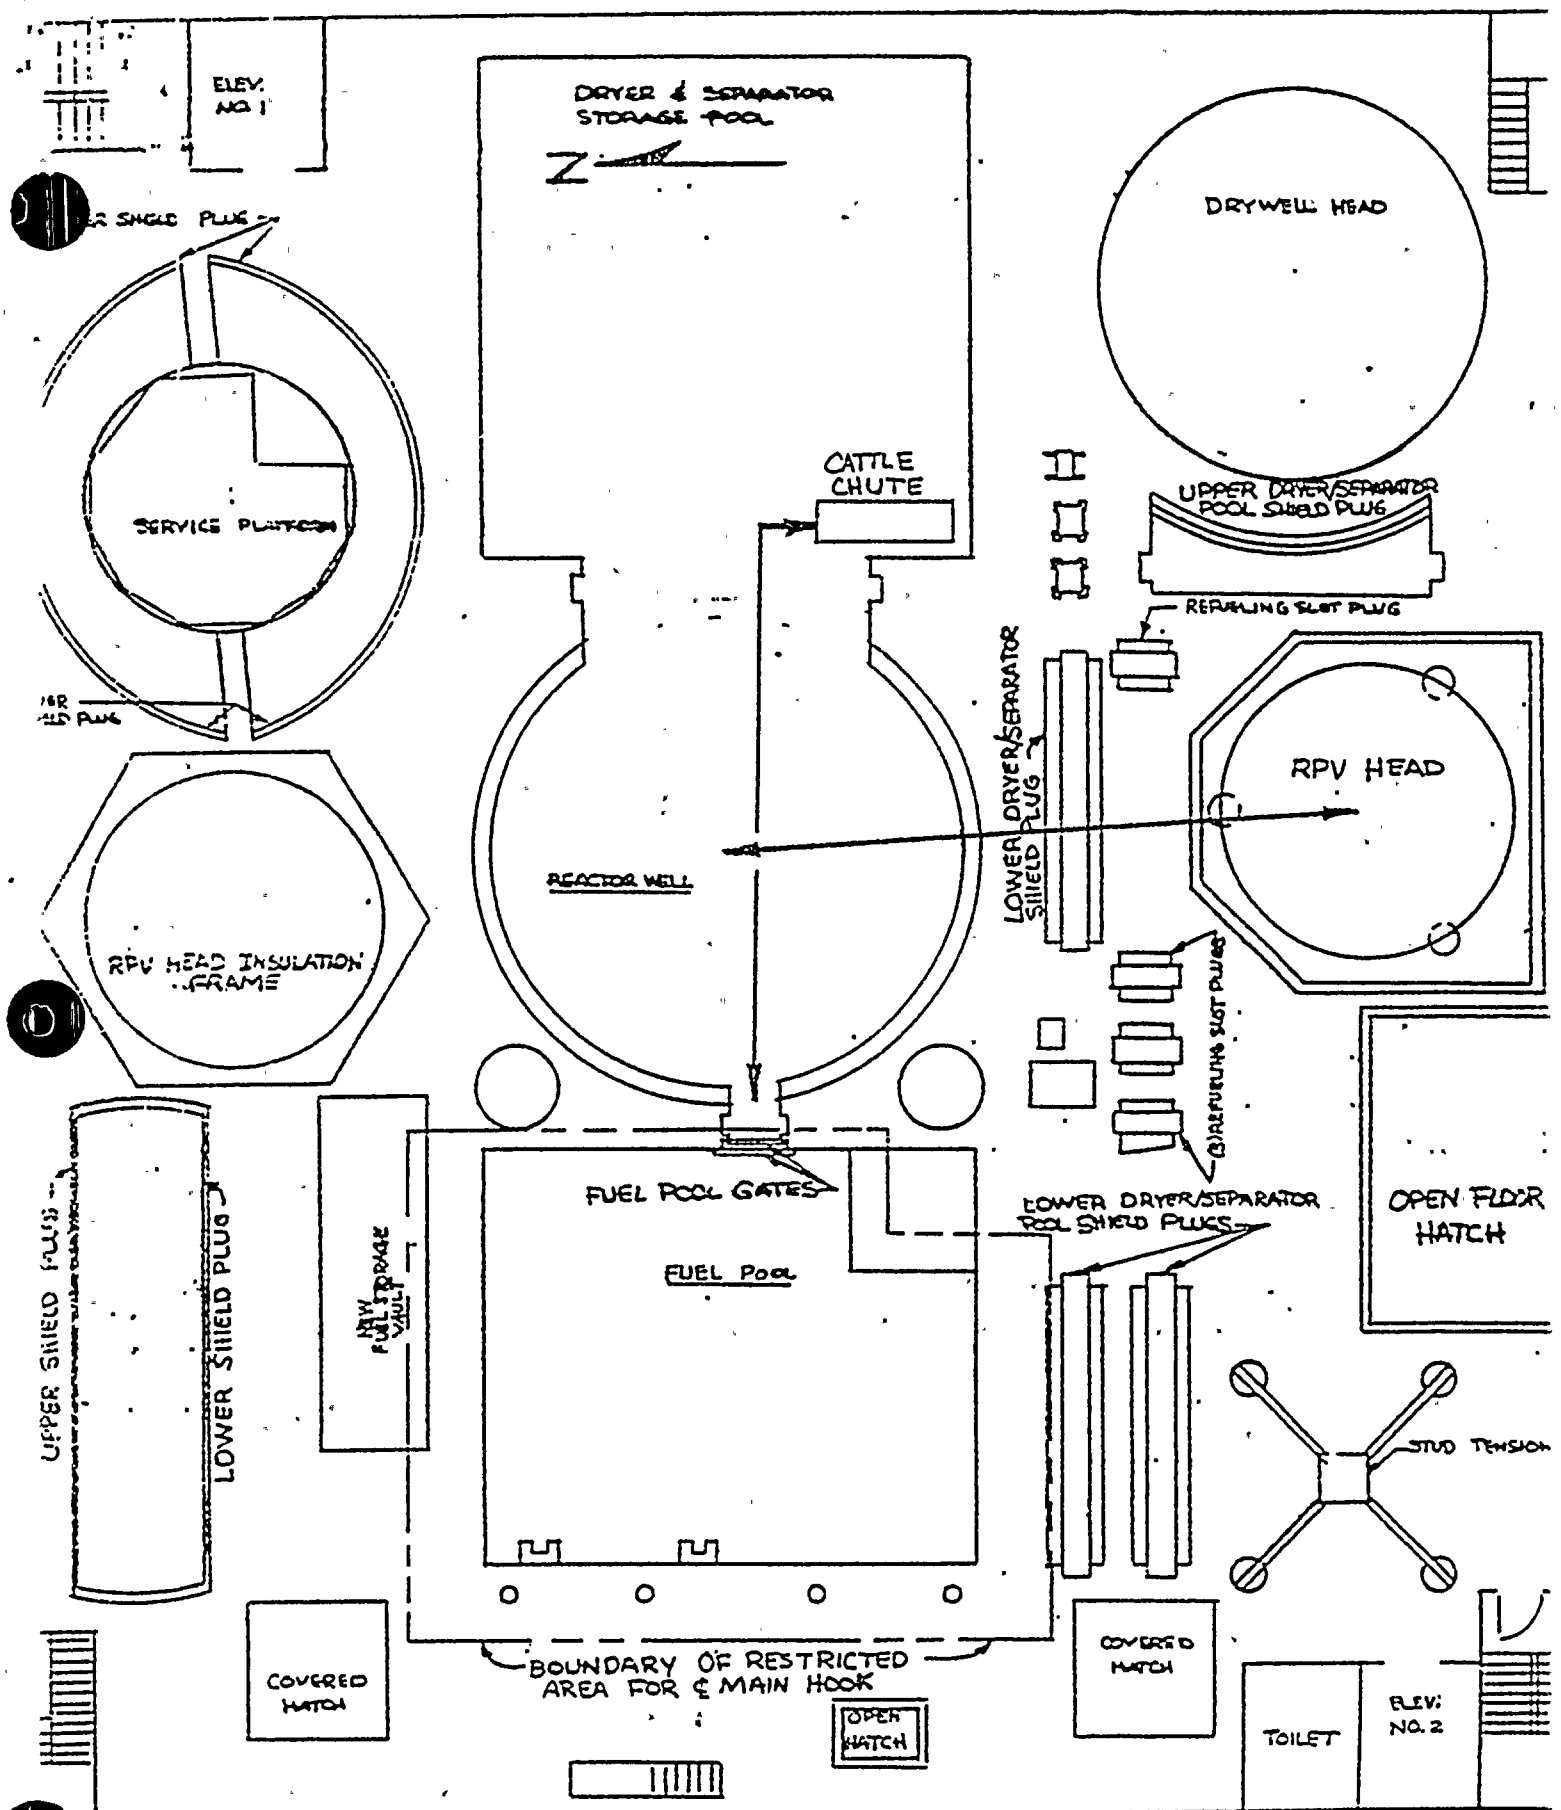 ELEV.
NO. 1
DRYER & SEPARATOR
STORAGE POOL
N
DRYWELL HEAD
ER SHIELD PLUG
CATTLE
CHUTE
UPPER DRYER/SEPARATOR
POOL SHIELD PLUG
SERVICE PLATFORM
REFUELING SLOT PLUG
LOWER DRYER/SEPARATOR
SHIELD PLUG
PLUG
RPV HEAD
REACTOR WELL
RPV HEAD INSULATION
FRAME
(3) REFUELING SLOT PLUGS
FUEL POOL GATES
LOWER DRYER/SEPARATOR
POOL SHIELD PLUGS
OPEN FLOOR
HATCH
UPPER SHIELD PLUG
LOWER SHIELD PLUG
NEW
FUEL STORAGE
VAULT
FUEL POOL
STUD TENSION
BOUNDARY OF RESTRICTED
AREA FOR ℄ MAIN HOOK
COVERED
HATCH
COVERED
HATCH
OPEN
HATCH
TOILET
ELEV.
NO. 2